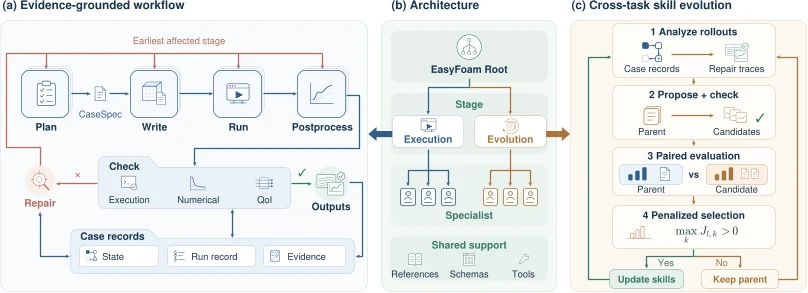 (a) Evidence-grounded workflow
Earliest affected stage
Plan
CaseSpec
Write
Run
Postprocess
Check
Execution
Numerical
QoI
×
✓
Repair
Outputs
Case records
State
Run record
Evidence
(b) Architecture
EasyFoam Root
Stage
Execution
Evolution
Specialist
Shared support
References
Schemas
Tools
(c) Cross-task skill evolution
1 Analyze rollouts
Case records
Repair traces
2 Propose + check
Parent
Candidates
✓
3 Paired evaluation
vs
Parent
Candidate
4 Penalized selection
max J_{l,k} > 0
k
Yes
No
Update skills
Keep parent